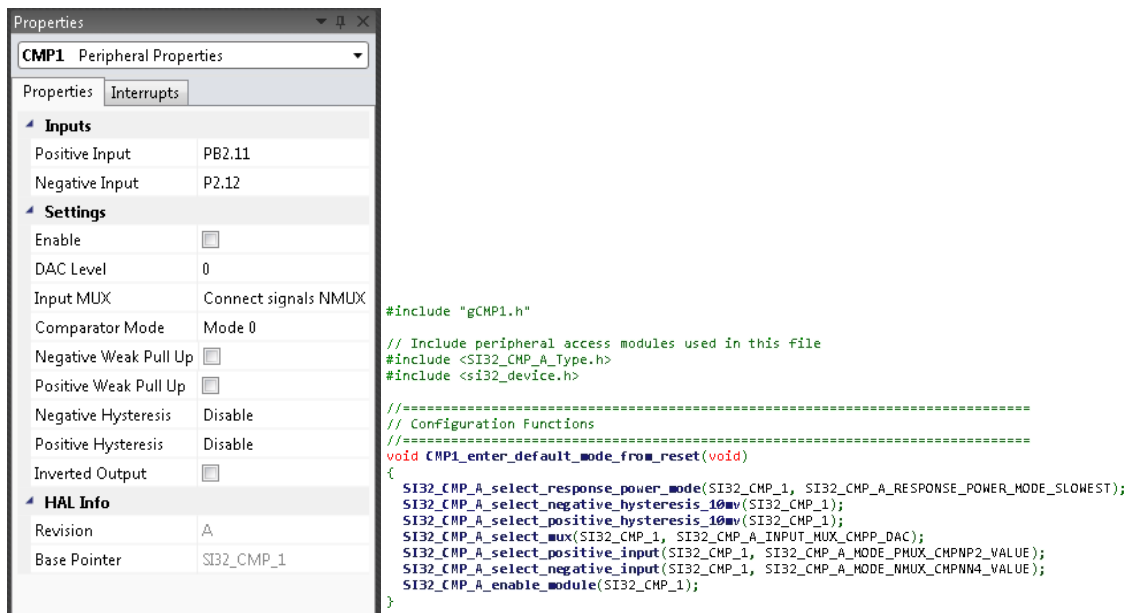 Properties
CMP1 Peripheral Properties
Properties Interrupts
Inputs
Positive Input PB2.11
Negative Input P2.12
Settings
Enable
DAC Level 0
Input MUX Connect signals NMUX
Comparator Mode Mode 0
Negative Weak Pull Up
Positive Weak Pull Up
Negative Hysteresis Disable
Positive Hysteresis Disable
Inverted Output
HAL Info
Revision A
Base Pointer SI32_CMP_1
#include "gCMP1.h"
// Include peripheral access modules used in this file
#include <SI32_CMP_A_Type.h>
#include <si32_device.h>
//==============================================================================
// Configuration Functions
//==============================================================================
void CMP1_enter_default_mode_from_reset(void)
{
SI32_CMP_A_select_response_power_mode(SI32_CMP_1, SI32_CMP_A_RESPONSE_POWER_MODE_SLOWEST);
SI32_CMP_A_select_negative_hysteresis_10mv(SI32_CMP_1);
SI32_CMP_A_select_positive_hysteresis_10mv(SI32_CMP_1);
SI32_CMP_A_select_mux(SI32_CMP_1, SI32_CMP_A_INPUT_MUX_CMPP_DAC);
SI32_CMP_A_select_positive_input(SI32_CMP_1, SI32_CMP_A_MODE_PMUX_CMPNP2_VALUE);
SI32_CMP_A_select_negative_input(SI32_CMP_1, SI32_CMP_A_MODE_NMUX_CMPNN4_VALUE);
SI32_CMP_A_enable_module(SI32_CMP_1);
}